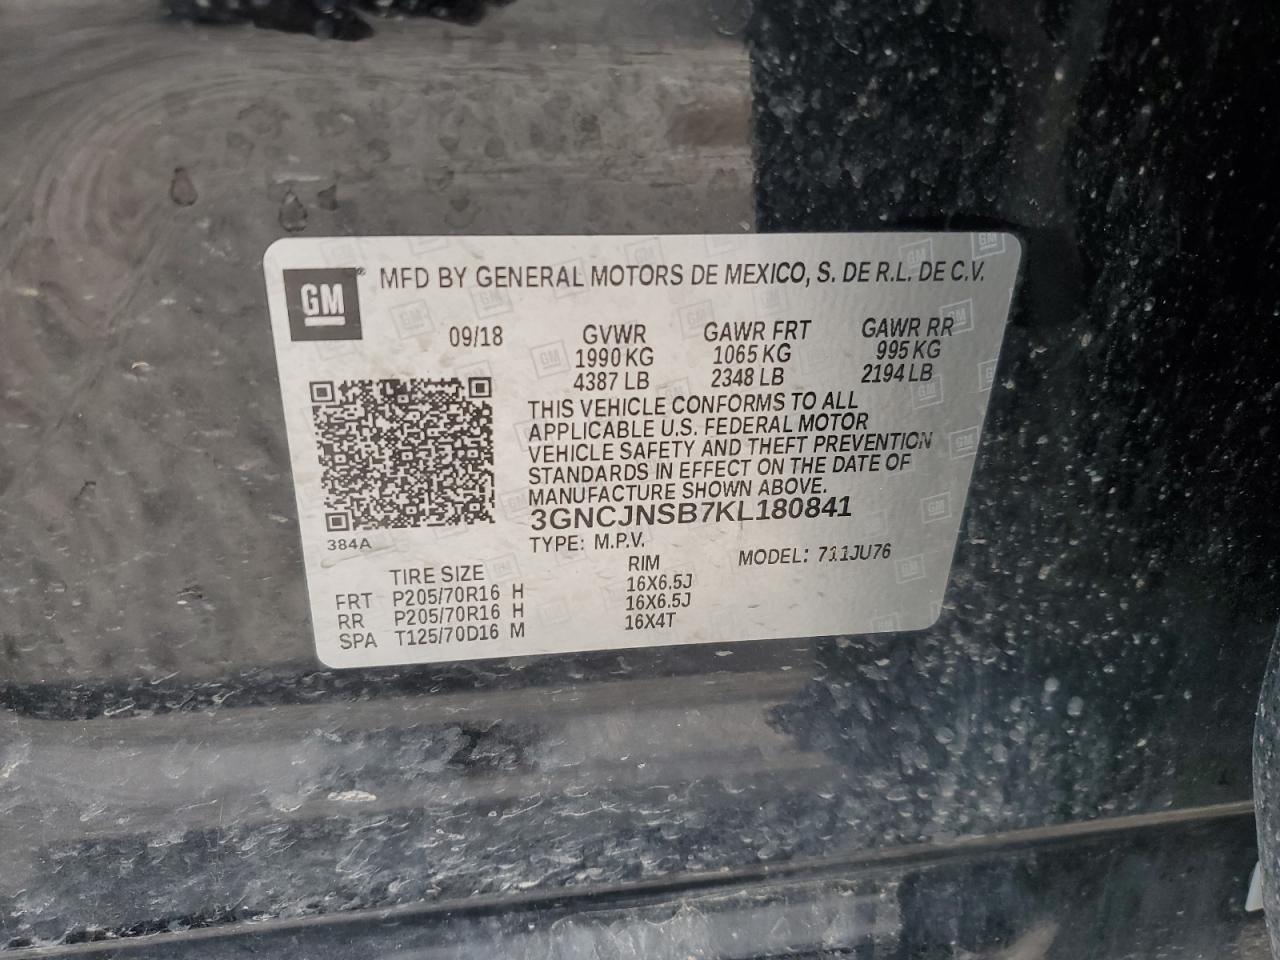 GM® MFD BY GENERAL MOTORS DE MEXICO, S. DE R.L. DE C.V.
09/18 GVWR GAWR FRT GAWR RR
1990 KG 1065 KG 995 KG
4387 LB 2348 LB 2194 LB
THIS VEHICLE CONFORMS TO ALL
APPLICABLE U.S. FEDERAL MOTOR
VEHICLE SAFETY AND THEFT PREVENTION
STANDARDS IN EFFECT ON THE DATE OF
MANUFACTURE SHOWN ABOVE.
3GNCJNSB7KL180841
384A
TYPE: M.P.V. MODEL: 711JU76
TIRE SIZE RIM
FRT P205/70R16 H 16X6.5J
RR P205/70R16 H 16X6.5J
SPA T125/70D16 M 16X4T